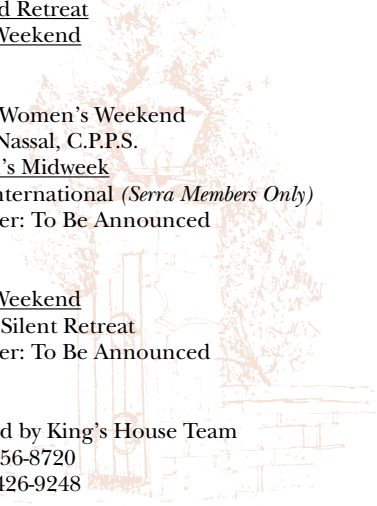 d Retreat
Weekend
Women’s Weekend
Nassal, C.P.P.S.
’s Midweek
nternational (Serra Members Only)
er: To Be Announced
Weekend
Silent Retreat
er: To Be Announced
d by King’s House Team
56-8720
426-9248